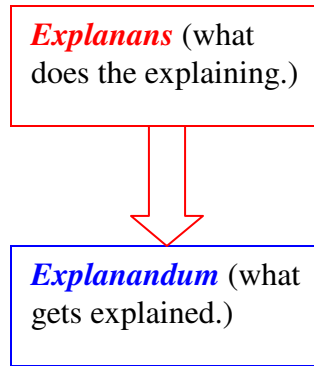 Explanans (what
does the explaining.)
Explanandum (what
gets explained.)